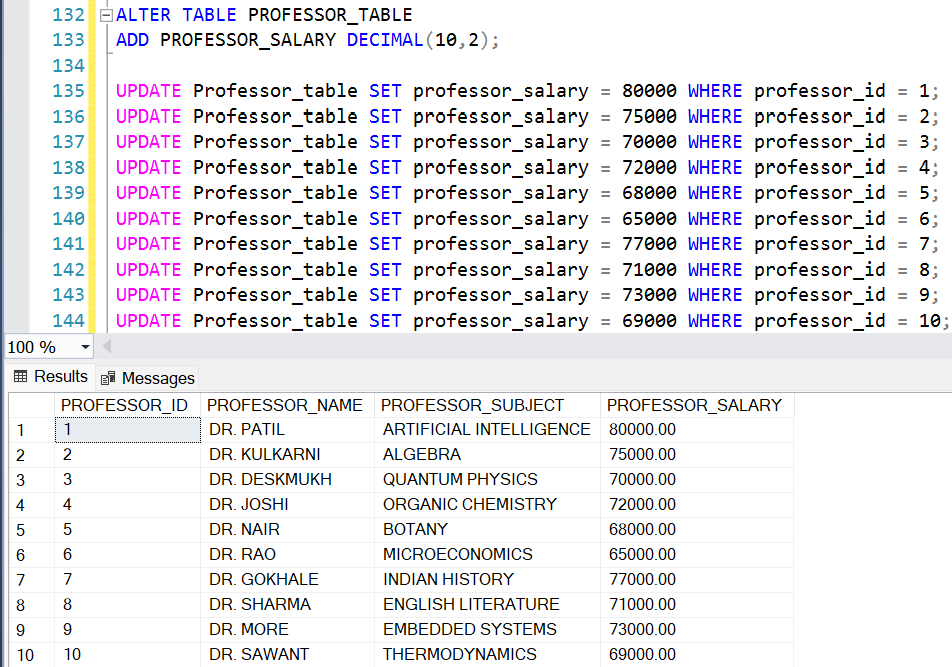 132 ALTER TABLE PROFESSOR_TABLE
133 ADD PROFESSOR_SALARY DECIMAL(10,2);
134
135 UPDATE Professor_table SET professor_salary = 80000 WHERE professor_id = 1;
136 UPDATE Professor_table SET professor_salary = 75000 WHERE professor_id = 2;
137 UPDATE Professor_table SET professor_salary = 70000 WHERE professor_id = 3;
138 UPDATE Professor_table SET professor_salary = 72000 WHERE professor_id = 4;
139 UPDATE Professor_table SET professor_salary = 68000 WHERE professor_id = 5;
140 UPDATE Professor_table SET professor_salary = 65000 WHERE professor_id = 6;
141 UPDATE Professor_table SET professor_salary = 77000 WHERE professor_id = 7;
142 UPDATE Professor_table SET professor_salary = 71000 WHERE professor_id = 8;
143 UPDATE Professor_table SET professor_salary = 73000 WHERE professor_id = 9;
144 UPDATE Professor_table SET professor_salary = 69000 WHERE professor_id = 10;
100 %
Results Messages
PROFESSOR_ID PROFESSOR_NAME PROFESSOR_SUBJECT PROFESSOR_SALARY
1 1 DR. PATIL ARTIFICIAL INTELLIGENCE 80000.00
2 2 DR. KULKARNI ALGEBRA 75000.00
3 3 DR. DESKMUKH QUANTUM PHYSICS 70000.00
4 4 DR. JOSHI ORGANIC CHEMISTRY 72000.00
5 5 DR. NAIR BOTANY 68000.00
6 6 DR. RAO MICROECONOMICS 65000.00
7 7 DR. GOKHALE INDIAN HISTORY 77000.00
8 8 DR. SHARMA ENGLISH LITERATURE 71000.00
9 9 DR. MORE EMBEDDED SYSTEMS 73000.00
10 10 DR. SAWANT THERMODYNAMICS 69000.00